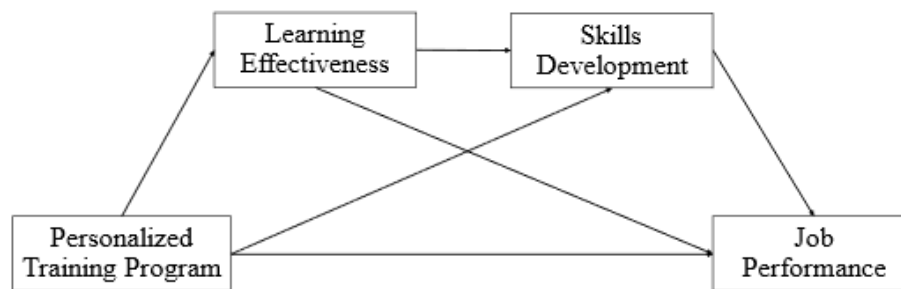 Learning
Effectiveness
Skills
Development
Personalized
Training Program
Job
Performance